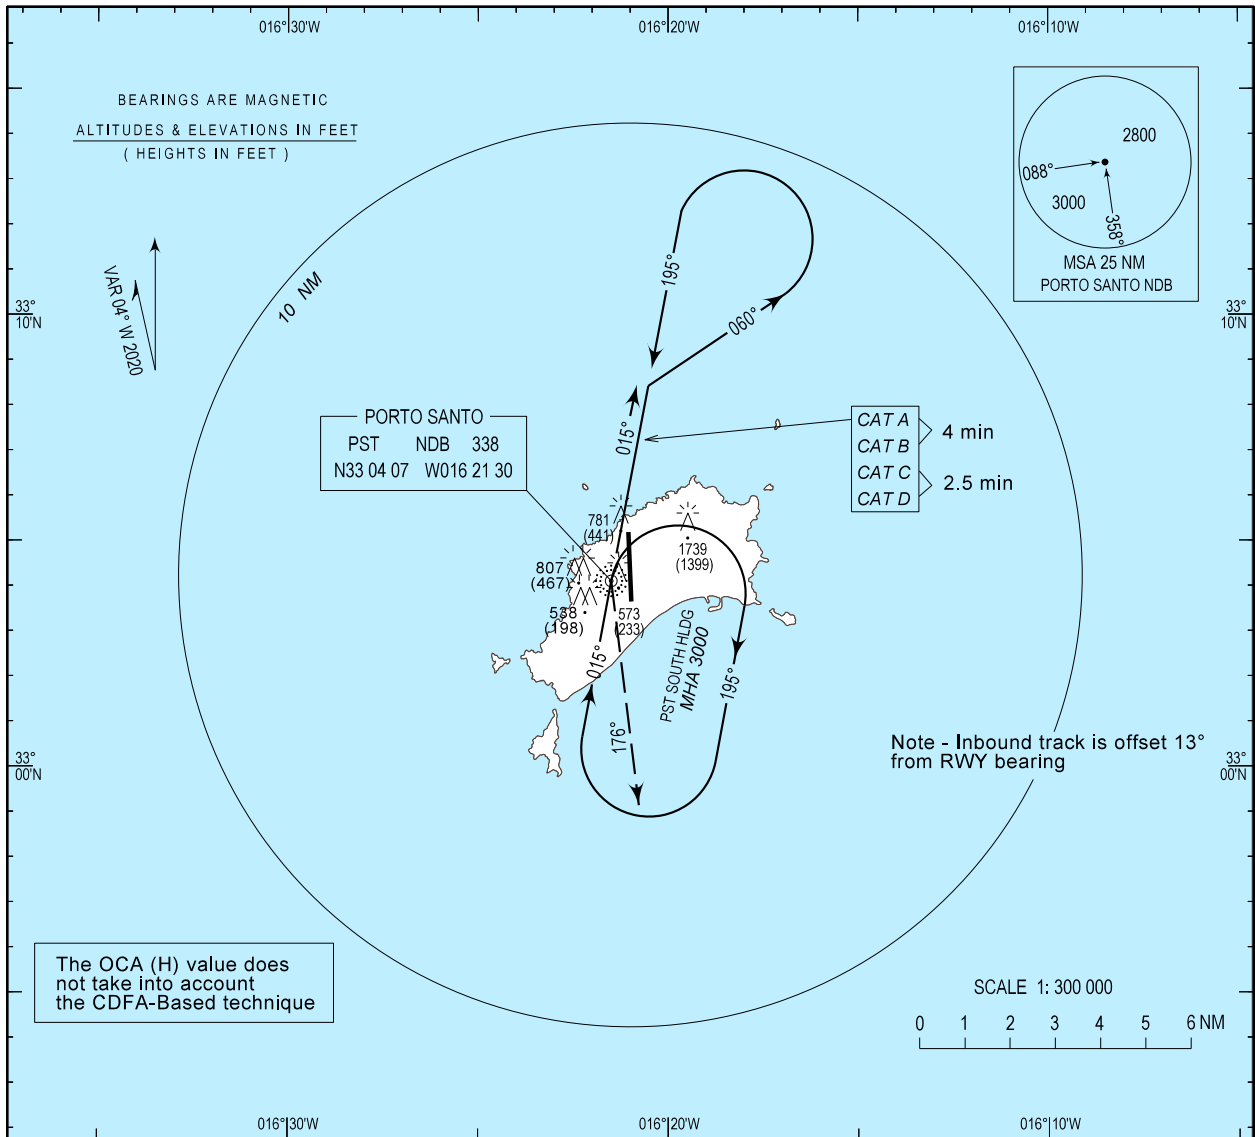 016°30'W
016°20'W
016°10'W
BEARINGS ARE MAGNETIC
ALTITUDES & ELEVATIONS IN FEET
( HEIGHTS IN FEET )
2800
088°
3000
358°
MSA 25 NM
PORTO SANTO NDB
VAR 04° W 2020
10 NM
195°
060°
33°
10'N
33°
10'N
PORTO SANTO
PST NDB 338
N33 04 07 W016 21 30
015°
CAT A
CAT B
4 min
CAT C
CAT D
2.5 min
781
(441)
1739
(1399)
807
(467)
538
(198)
573
(233)
015°
176°
PST SOUTH HLDG
MHA 3000
195°
Note - Inbound track is offset 13°
from RWY bearing
33°
00'N
33°
00'N
The OCA (H) value does
not take into account
the CDFA-Based technique
SCALE 1: 300 000
0 1 2 3 4 5 6 NM
016°30'W
016°20'W
016°10'W